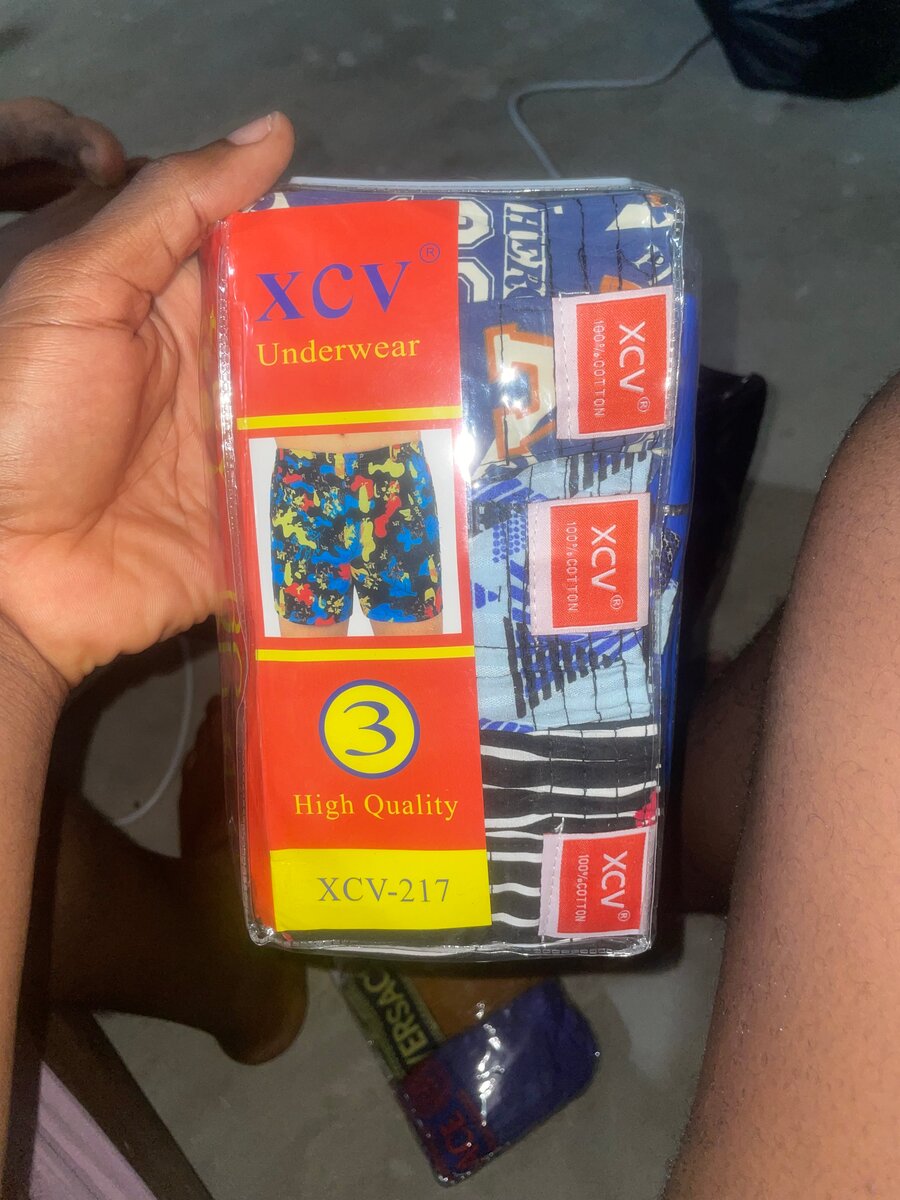 XCV®
Underwear
3
High Quality
XCV-217
XCV®
100%COTTON
XCV®
100%COTTON
XCV®
100%COTTON